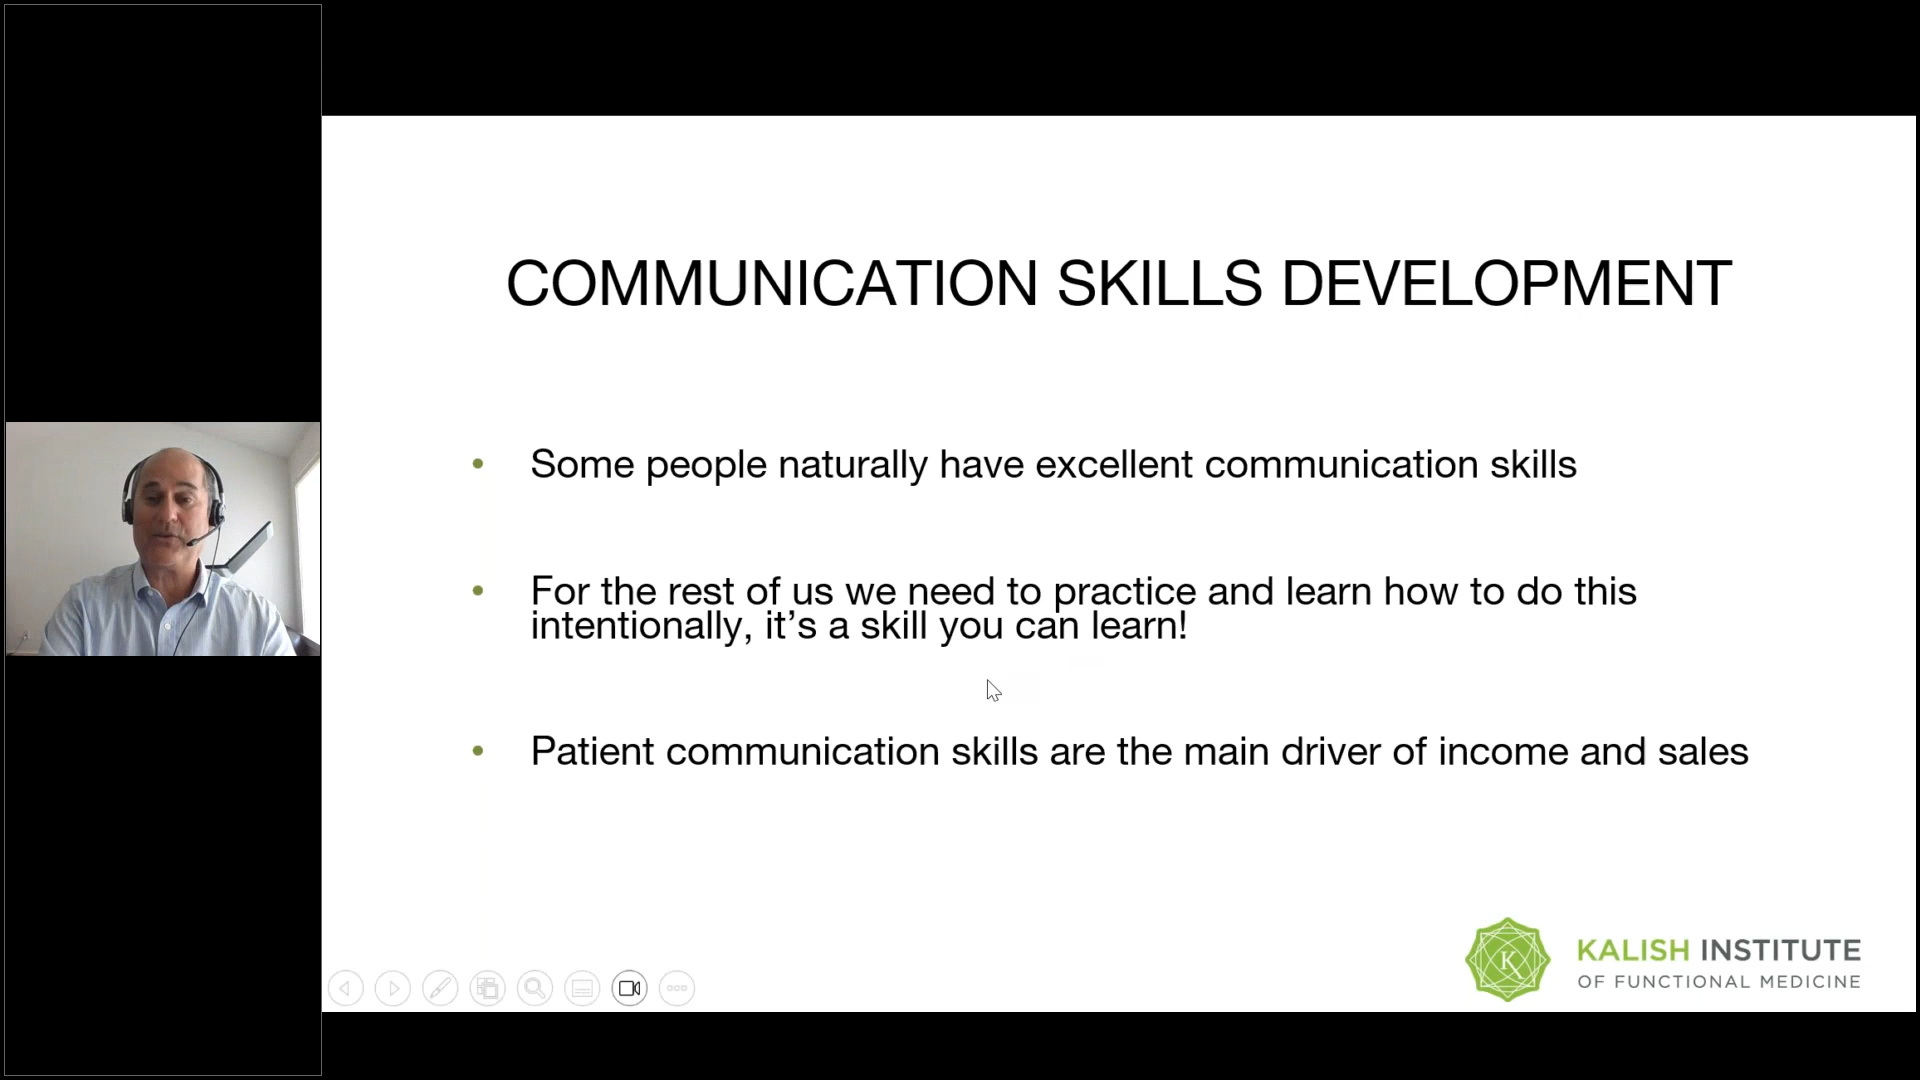 COMMUNICATION SKILLS DEVELOPMENT
• Some people naturally have excellent communication skills
• For the rest of us we need to practice and learn how to do this
intentionally, it’s a skill you can learn!
• Patient communication skills are the main driver of income and sales
K
KALISH INSTITUTE
OF FUNCTIONAL MEDICINE